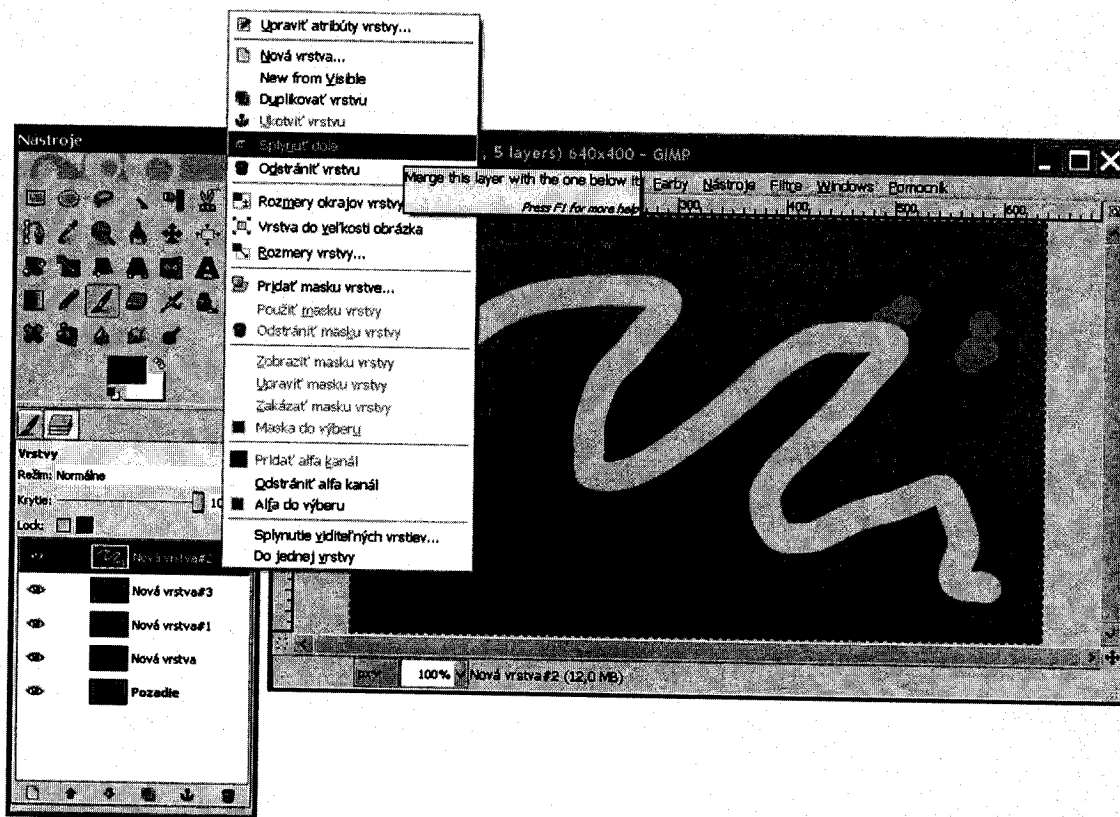 Upraviť atribúty vrstvy...
Nová vrstva...
New from Visible
Duplikovať vrstvu
Ukotviť vrstvu
Splynuť dole
Odstrániť vrstvu
Rozmery okrajov vrstvy
Vrstva do veľkosti obrázka
Rozmery vrstvy...
Pridať masku vrstve...
Použiť masku vrstvy
Odstrániť masku vrstvy
Zobraziť masku vrstvy
Upraviť masku vrstvy
Zakázať masku vrstvy
Maska do výberu
Pridať alfa kanál
Odstrániť alfa kanál
Alfa do výberu
Splynutie viditeľných vrstiev...
Do jednej vrstvy
Merge this layer with the one below it
Press F1 for more help
Nástroje
Vrstvy
Režim: Normálne
Krytie: 10
Lock:
Nová vrstva#2
Nová vrstva#3
Nová vrstva#1
Nová vrstva
Pozadie
, 5 layers) 640x400 - GIMP
Farby Nástroje Filtre Windows Pomocník
300 400 500 600
px 100% Nová vrstva#2 (12,0 MB)